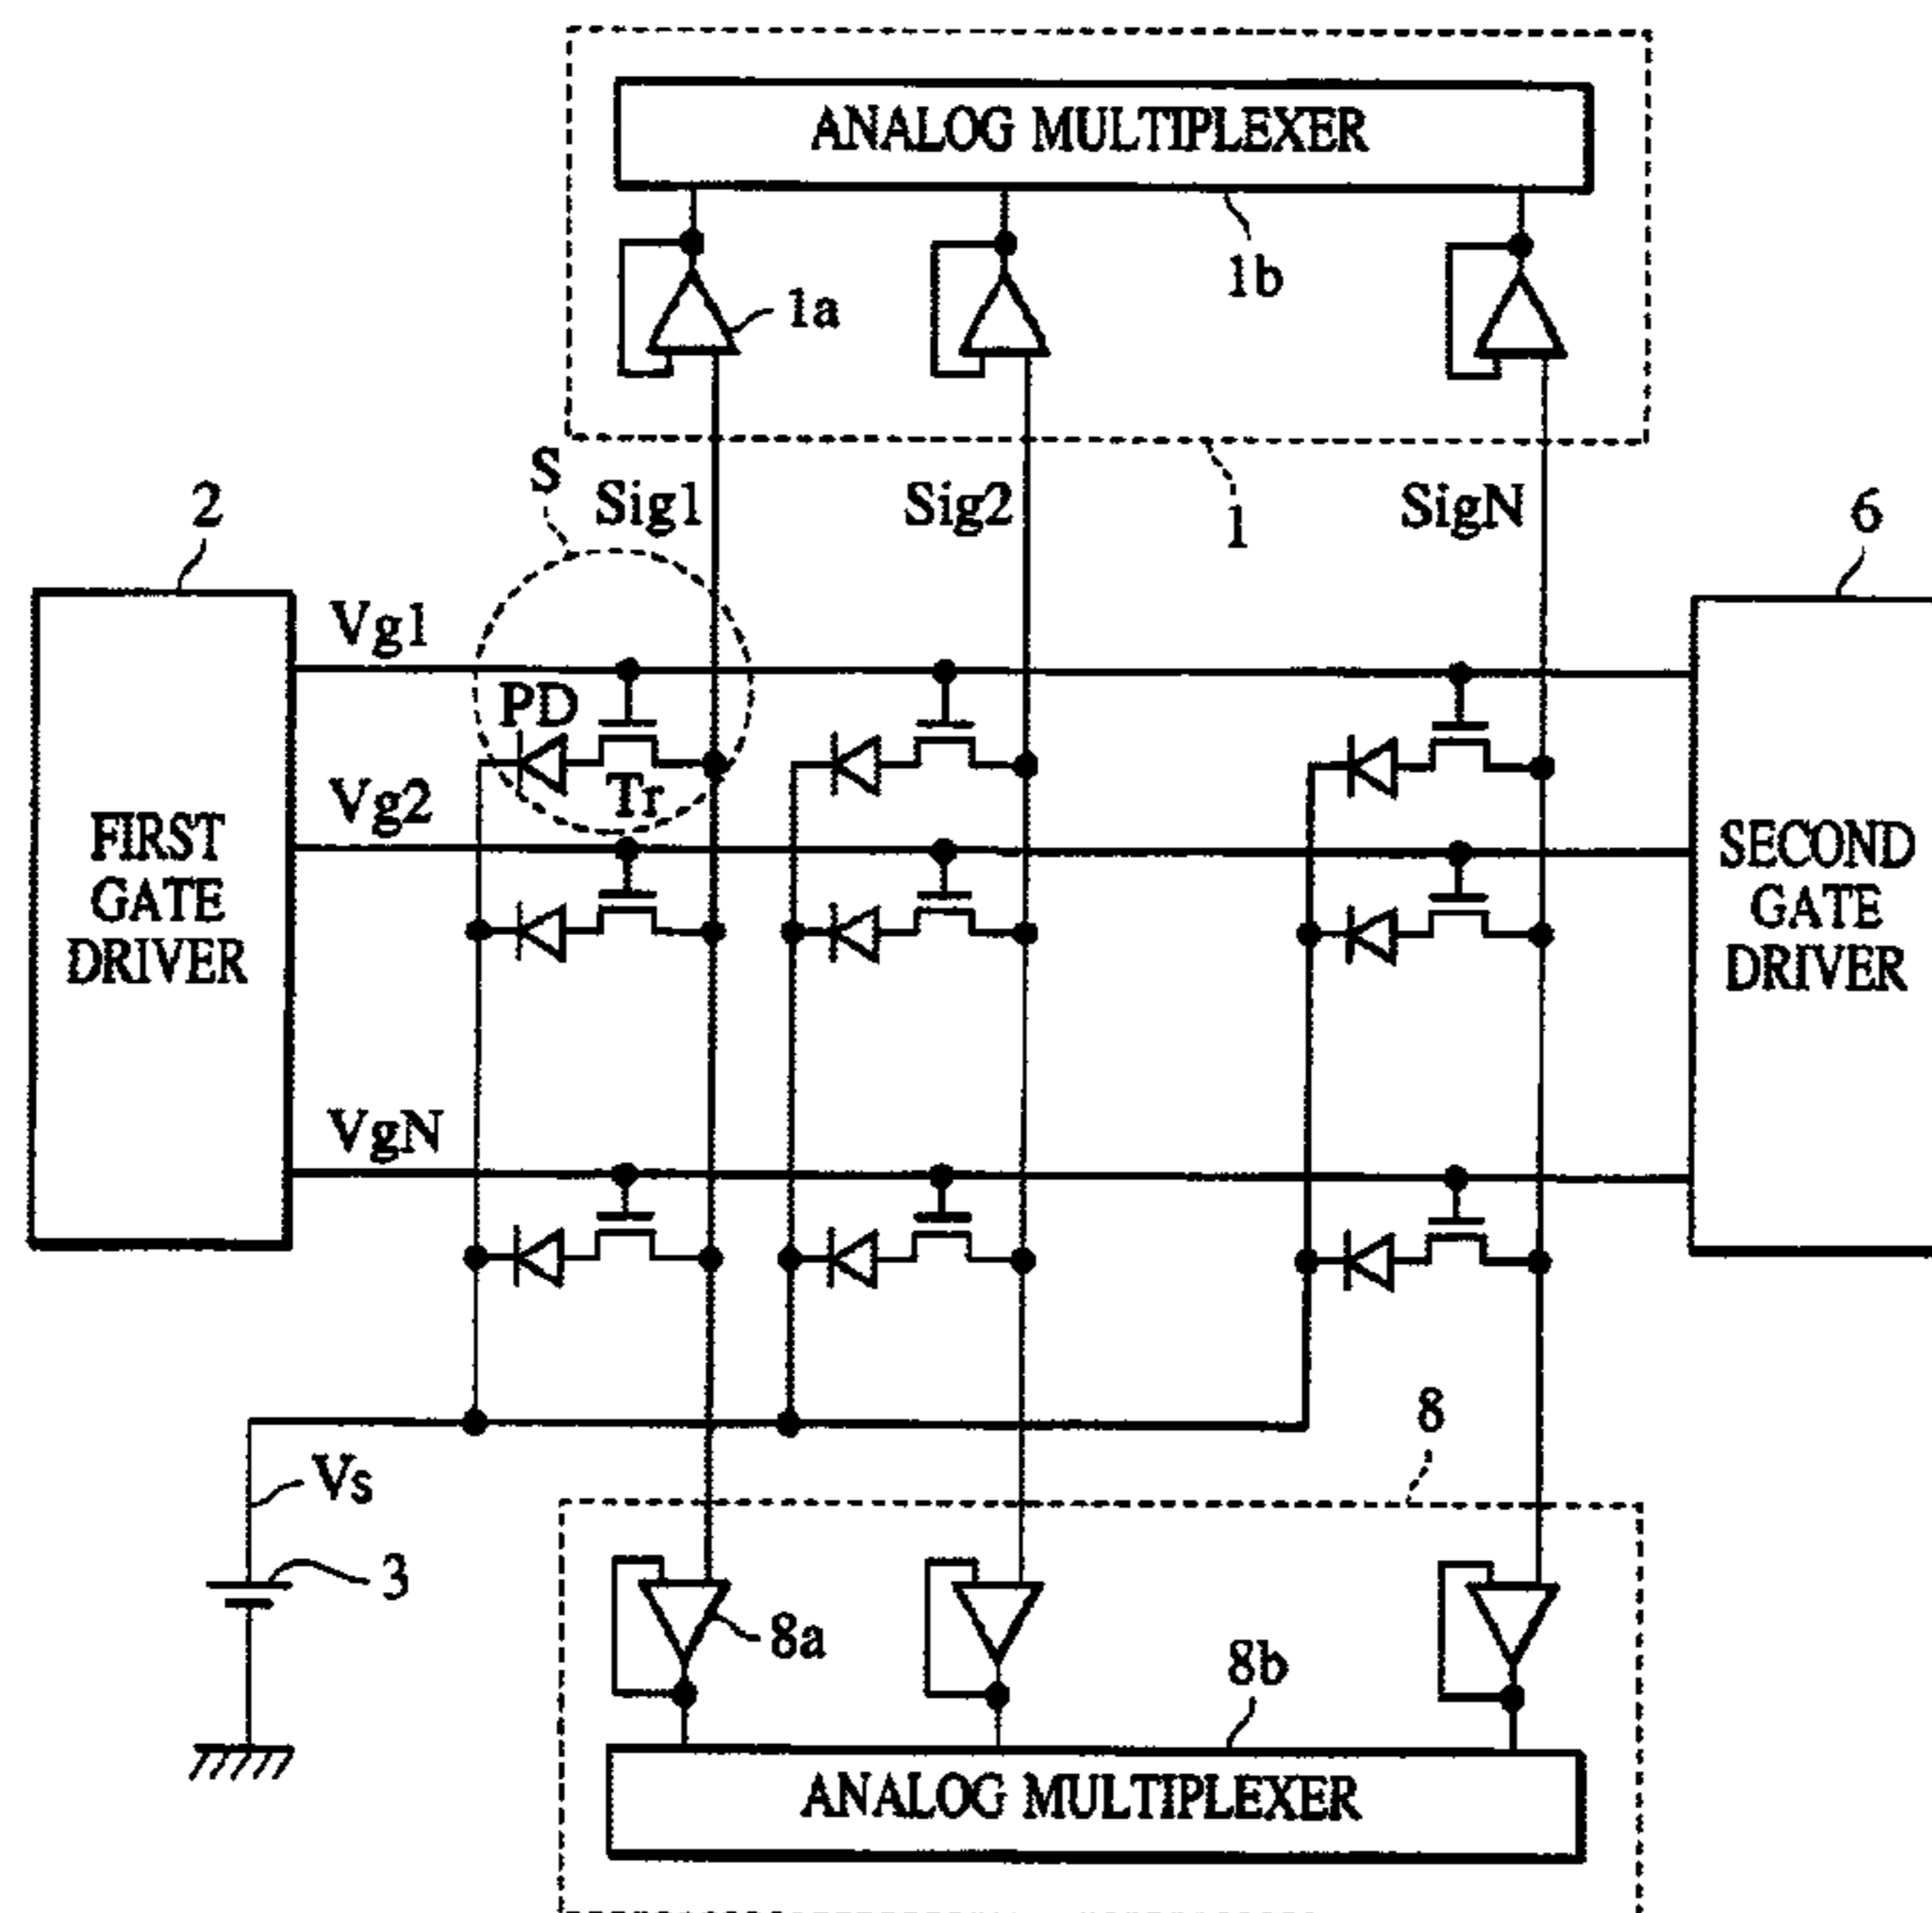 ANALOG MULTIPLEXER
1a
1b
S
Sig1
Sig2
SigN
1
2
6
Vg1
PD
Tr
Vg2
FIRST
GATE
DRIVER
SECOND
GATE
DRIVER
VgN
8
Vs
3
8a
8b
ANALOG MULTIPLEXER